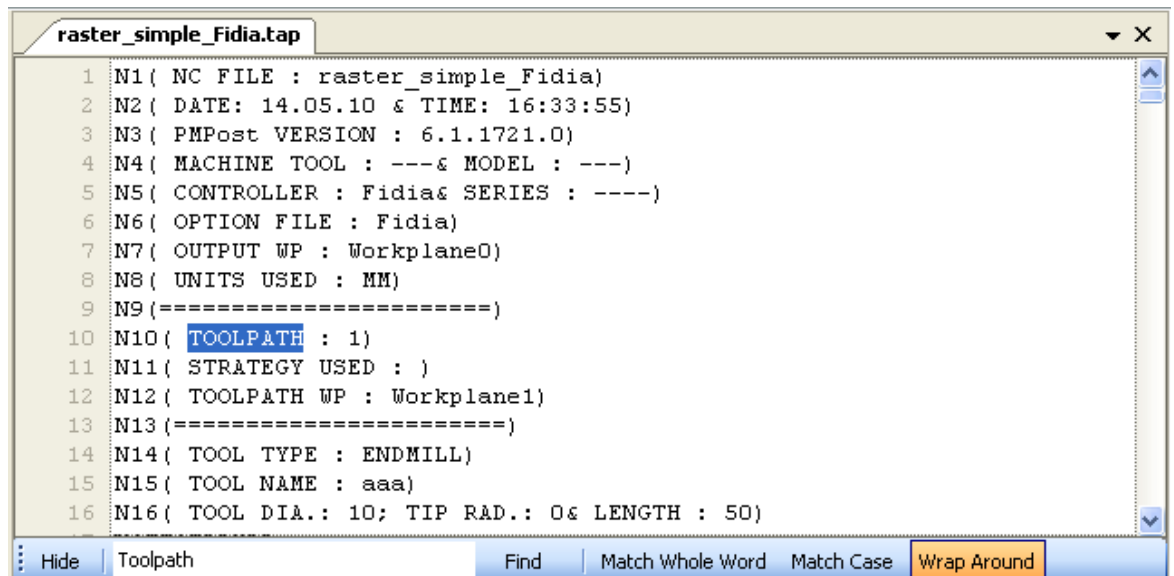 raster_simple_Fidia.tap
1 N1( NC FILE : raster_simple_Fidia)
2 N2( DATE: 14.05.10 & TIME: 16:33:55)
3 N3( PMPost VERSION : 6.1.1721.0)
4 N4( MACHINE TOOL : ---& MODEL : ---)
5 N5( CONTROLLER : Fidia& SERIES : ----)
6 N6( OPTION FILE : Fidia)
7 N7( OUTPUT WP : Workplane0)
8 N8( UNITS USED : MM)
9 N9(=======================)
10 N10( TOOLPATH : 1)
11 N11( STRATEGY USED : )
12 N12( TOOLPATH WP : Workplane1)
13 N13(=======================)
14 N14( TOOL TYPE : ENDMILL)
15 N15( TOOL NAME : aaa)
16 N16( TOOL DIA.: 10; TIP RAD.: 0& LENGTH : 50)
Hide Toolpath Find Match Whole Word Match Case Wrap Around